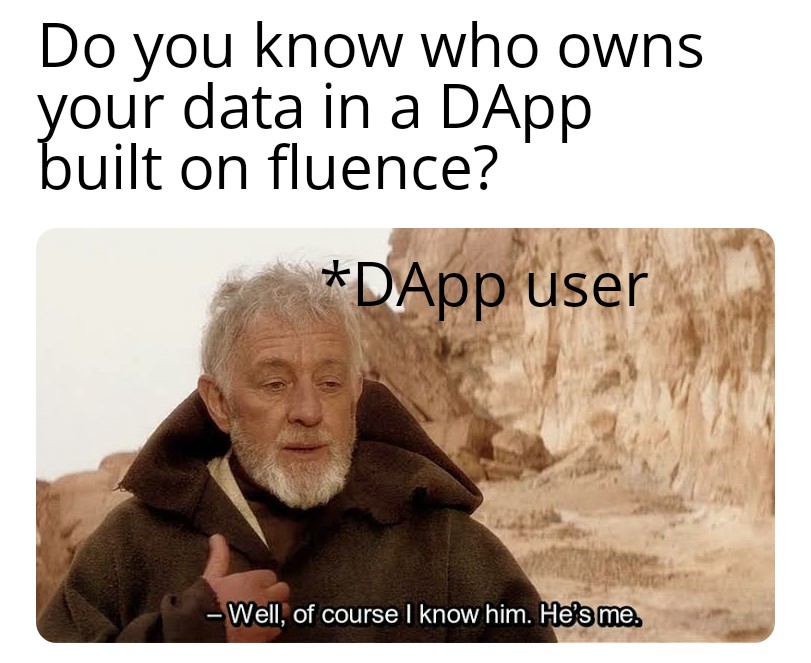 Do you know who owns
your data in a DApp
built on fluence?
*DApp user
– Well, of course I know him. He's me.